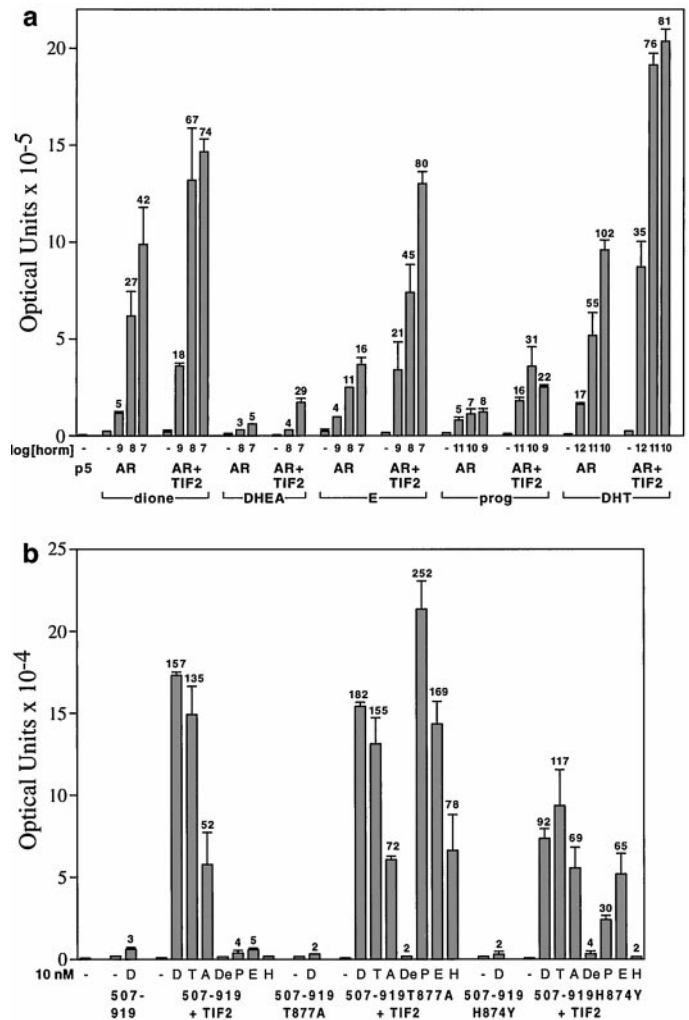 a
Optical Units x 10-5
20
15
10
5
0
5 27 42 18 67 74 3 5 4 29 4 11 16 21 45 80 5 7 8 16 31 22 17 55 102 35 76 81
log[horm] - 9 8 7 - 9 8 7 - 8 7 - 8 7 - 9 8 7 - 9 8 7 - 11 10 9 - 11 10 9 - 12 11 10 - 12 11 10
p5 AR AR+ TIF2 AR AR+ TIF2 AR AR+ TIF2 AR AR+ TIF2 AR AR+ TIF2
dione DHEA E prog DHT
b
Optical Units x 10-4
25
20
15
10
5
0
3 157 135 52 4 5 2 182 155 72 2 252 169 78 2 92 117 69 4 30 65 2
10 nM - - D - D T A De P E H - D - D T A De P E H - D - D T A De P E H
507-919 507-919 + TIF2 507-919 T877A 507-919T877A + TIF2 507-919 H874Y 507-919H874Y + TIF2